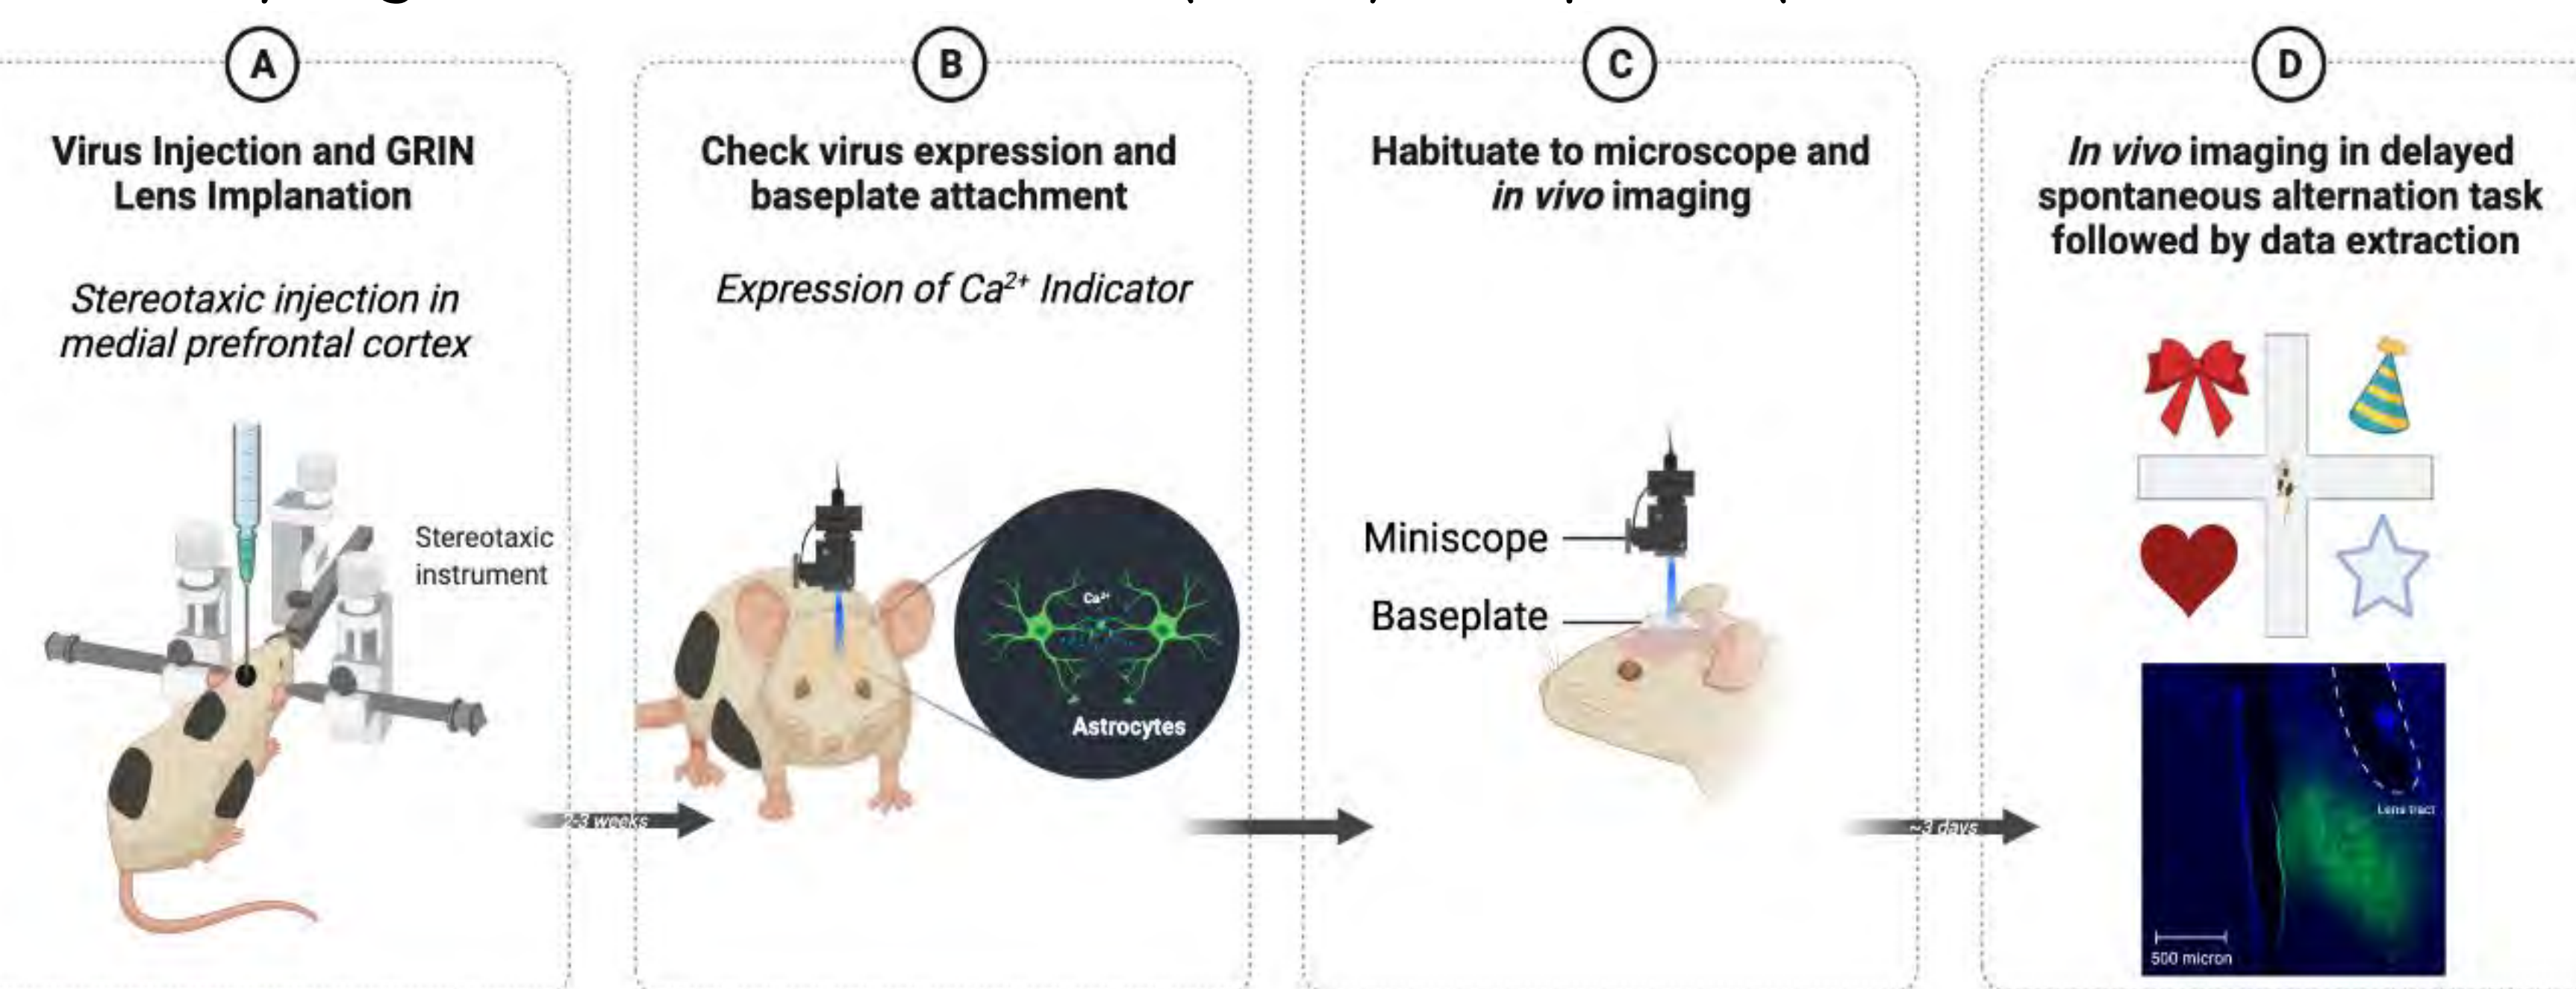 A
Virus Injection and GRIN
Lens Implanation
Stereotaxic injection in
medial prefrontal cortex
Stereotaxic
instrument
2-3 weeks
B
Check virus expression and
baseplate attachment
Expression of Ca²⁺ Indicator
Ca²⁺
Astrocytes
C
Habituate to microscope and
in vivo imaging
Miniscope
Baseplate
~3 days
D
In vivo imaging in delayed
spontaneous alternation task
followed by data extraction
Lens tract
500 micron